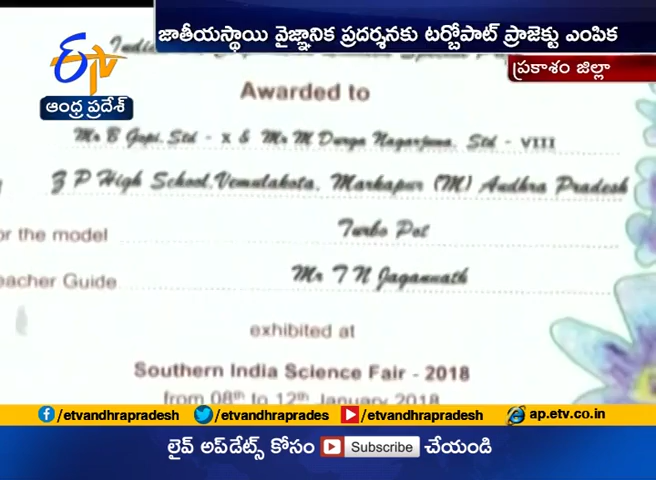 జాతీయస్థాయి వైజ్ఞానిక ప్రదర్శనకు టర్బోపాట్ ప్రాజెక్టు ఎంపిక
ETV
ఆంధ్ర ప్రదేశ్
ప్రకాశం జిల్లా
Awarded to
Mr B Gopi, Std - X & Mr M Durga Nagarjuna, Std - VIII
Z P High School, Vemulakota, Markapur (M) Andhra Pradesh
or the model Turbo Pot
eacher Guide Mr T N Jagannath
exhibited at
Southern India Science Fair - 2018
from 08th to 12th January 2018
/etvandhrapradesh /etvandhraprades /etvandhrapradesh ap.etv.co.in
లైవ్ అప్‌డేట్స్ కోసం Subscribe చేయండి